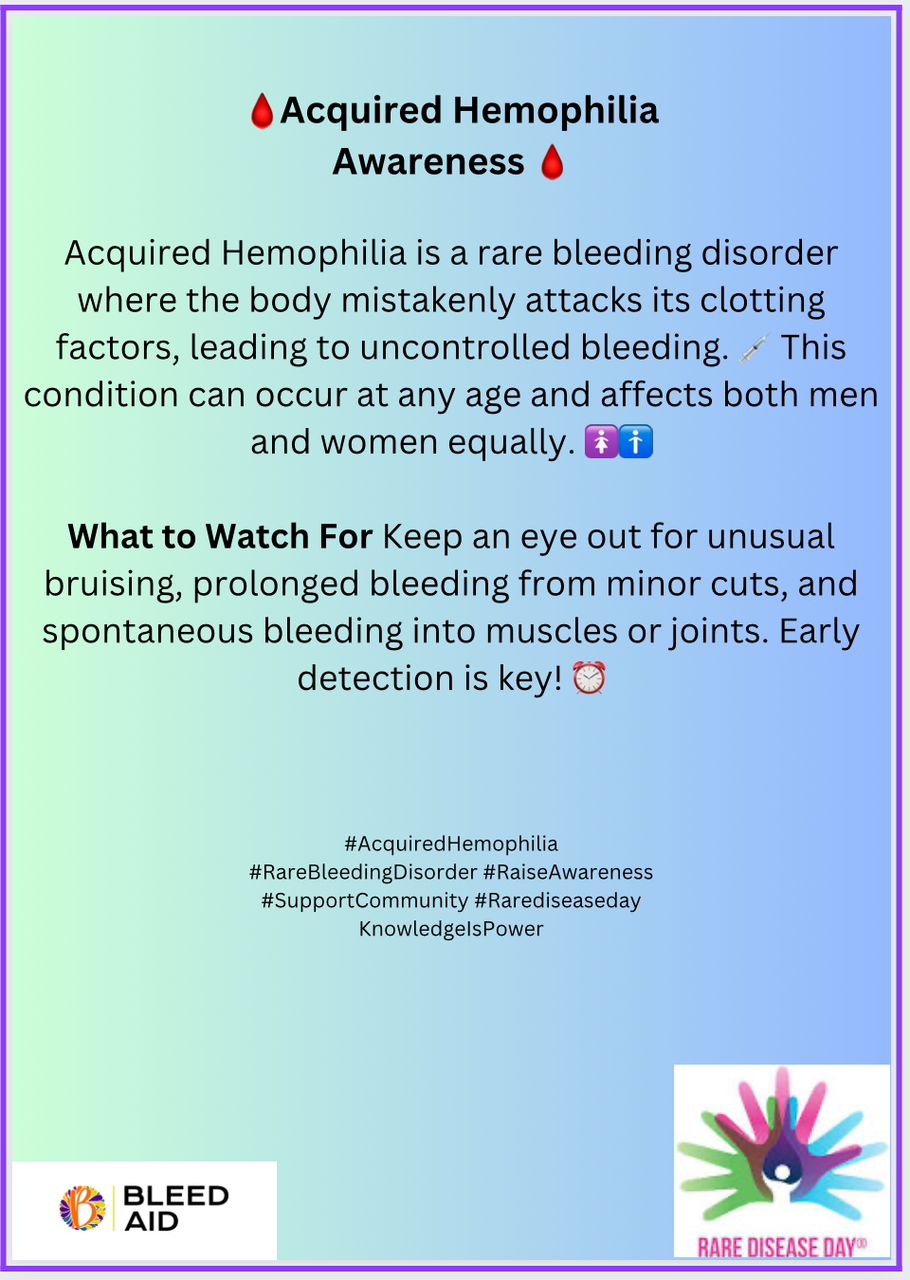 🩸Acquired Hemophilia
Awareness 🩸
Acquired Hemophilia is a rare bleeding disorder
where the body mistakenly attacks its clotting
factors, leading to uncontrolled bleeding. 💉 This
condition can occur at any age and affects both men
and women equally. 🚺🚹
What to Watch For Keep an eye out for unusual
bruising, prolonged bleeding from minor cuts, and
spontaneous bleeding into muscles or joints. Early
detection is key! ⏰
#AcquiredHemophilia
#RareBleedingDisorder #RaiseAwareness
#SupportCommunity #Rarediseaseday
KnowledgeIsPower
B BLEED
AID
RARE DISEASE DAY®